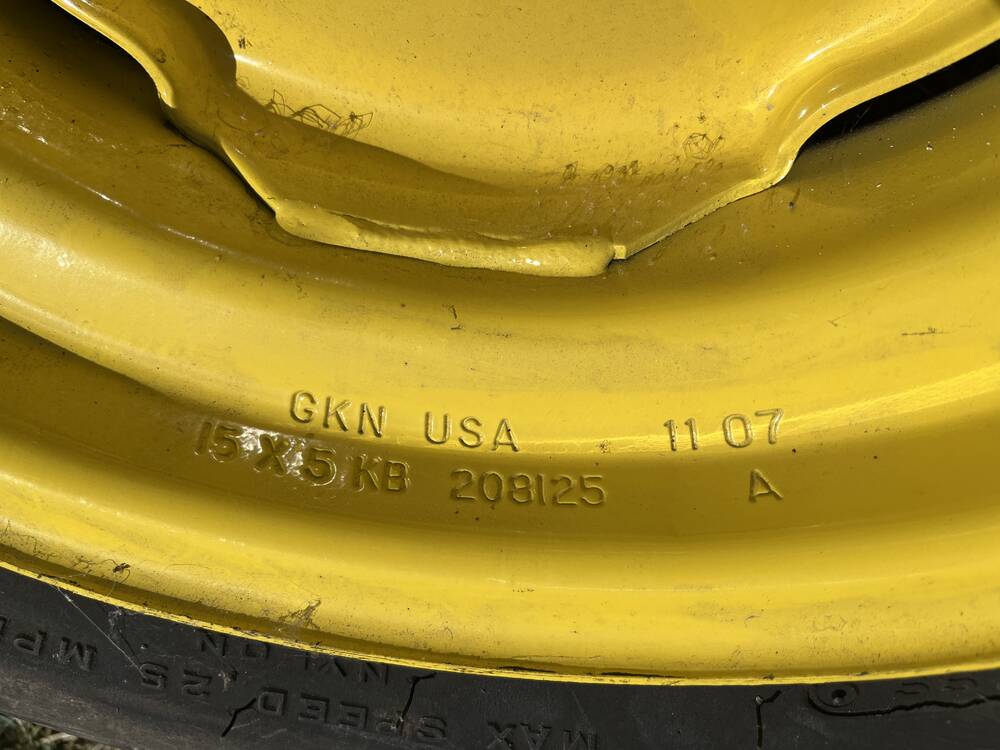 GKN USA 11 07
15 X 5 KB 208125 A
NYLON
MAX SPEED 25 MPH